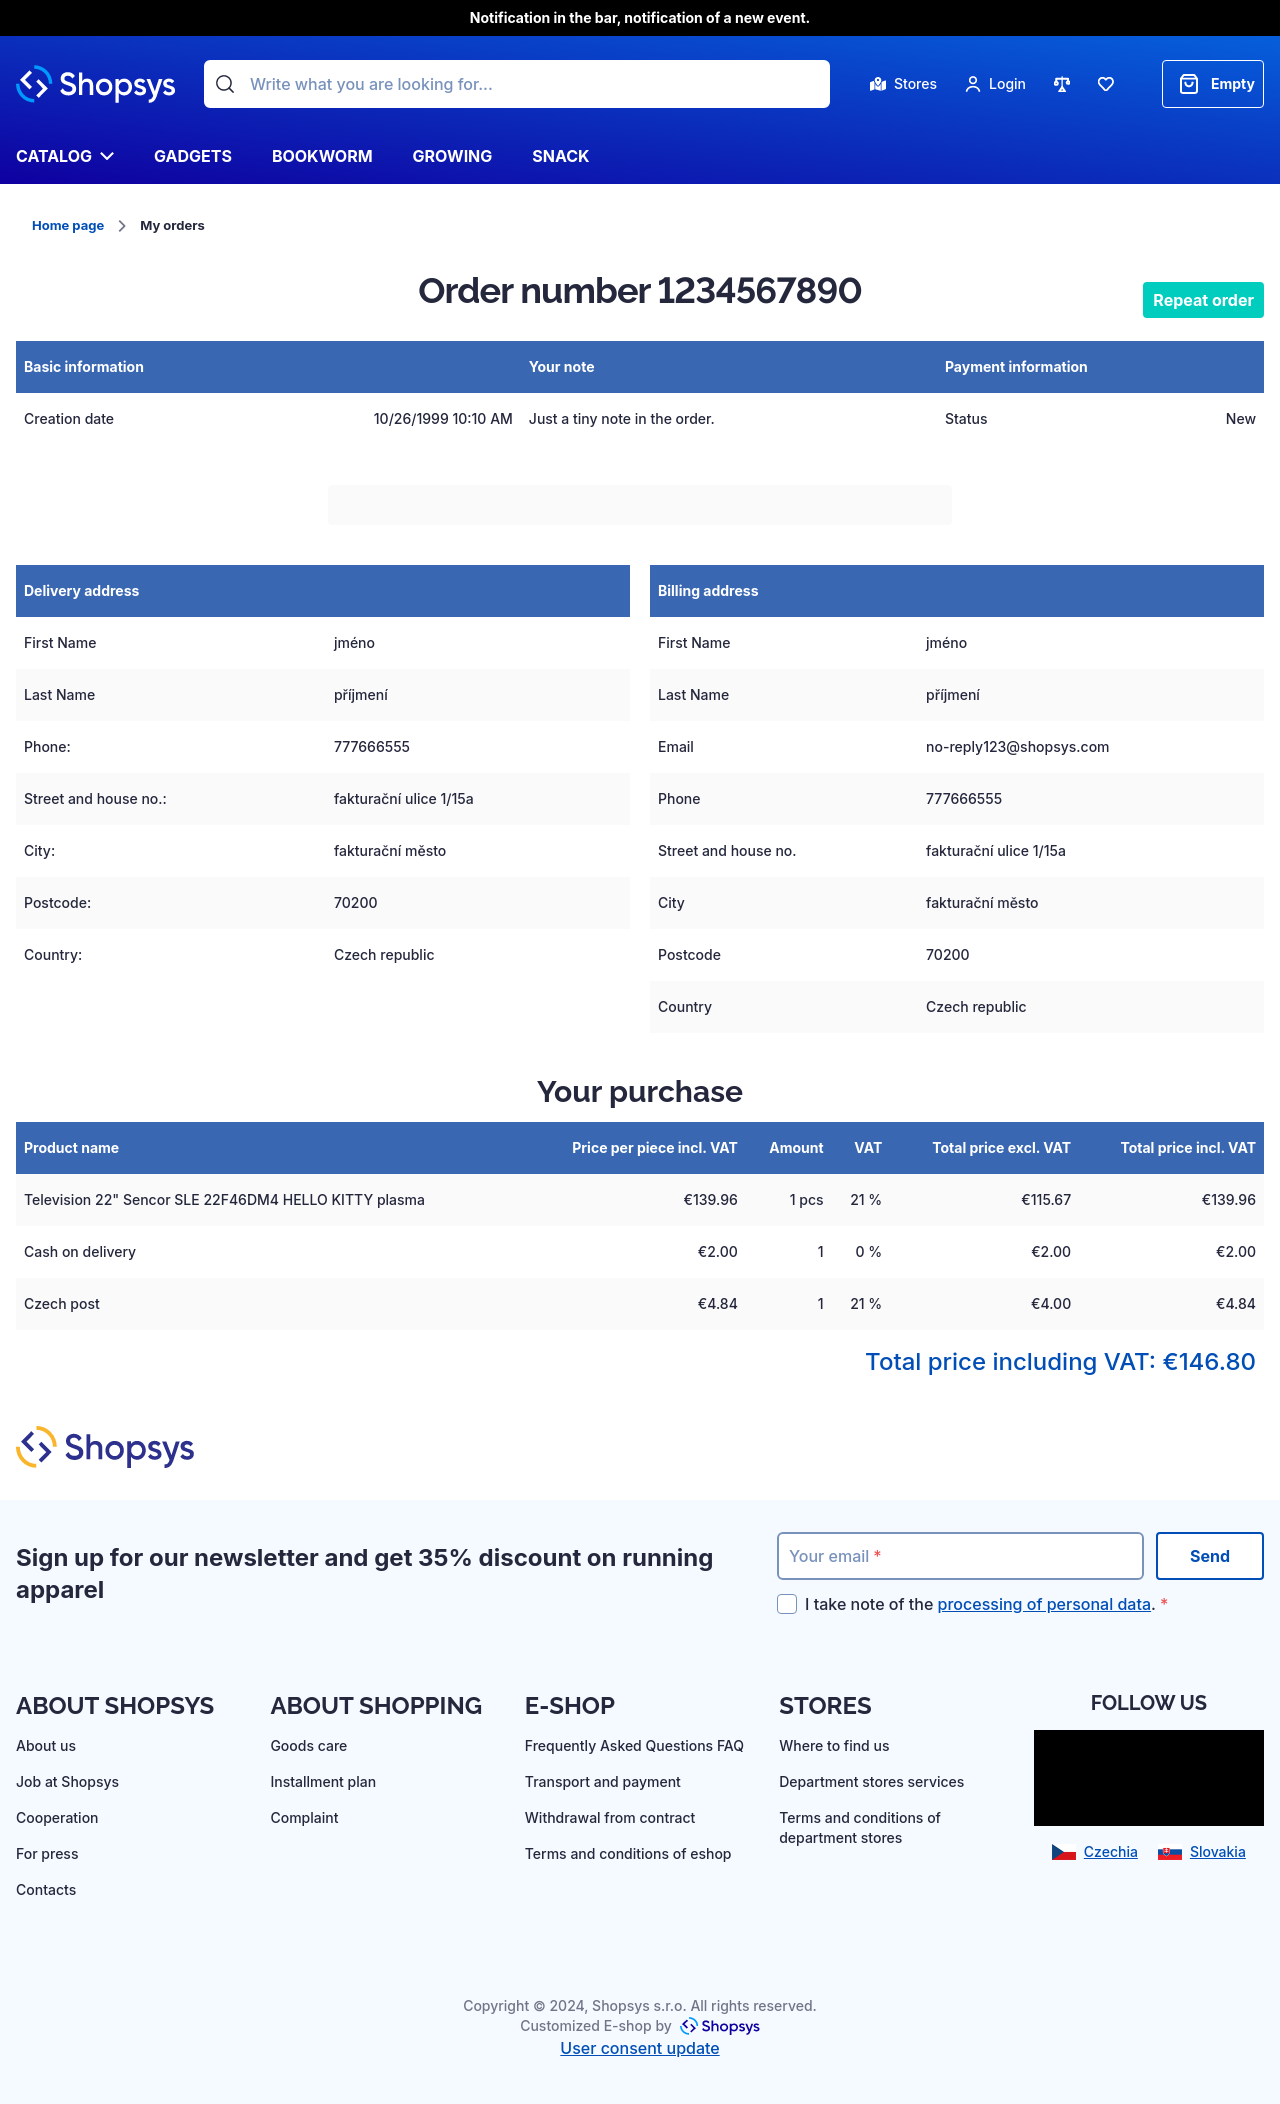 Notification in the bar, notification of a new event.
Shopsys
Write what you are looking for...
Stores
Login
Empty
CATALOG GADGETS BOOKWORM GROWING SNACK
Home page My orders
Order number 1234567890
Repeat order
Basic information Your note Payment information
Creation date 10/26/1999 10:10 AM Just a tiny note in the order. Status New
Delivery address
First Name jméno
Last Name příjmení
Phone: 777666555
Street and house no.: fakturační ulice 1/15a
City: fakturační město
Postcode: 70200
Country: Czech republic
Billing address
First Name jméno
Last Name příjmení
Email no-reply123@shopsys.com
Phone 777666555
Street and house no. fakturační ulice 1/15a
City fakturační město
Postcode 70200
Country Czech republic
Your purchase
Product name Price per piece incl. VAT Amount VAT Total price excl. VAT Total price incl. VAT
Television 22" Sencor SLE 22F46DM4 HELLO KITTY plasma €139.96 1 pcs 21 % €115.67 €139.96
Cash on delivery €2.00 1 0 % €2.00 €2.00
Czech post €4.84 1 21 % €4.00 €4.84
Total price including VAT: €146.80
Shopsys
Sign up for our newsletter and get 35% discount on running
apparel
Your email *
Send
I take note of the processing of personal data. *
ABOUT SHOPSYS
About us
Job at Shopsys
Cooperation
For press
Contacts
ABOUT SHOPPING
Goods care
Installment plan
Complaint
E-SHOP
Frequently Asked Questions FAQ
Transport and payment
Withdrawal from contract
Terms and conditions of eshop
STORES
Where to find us
Department stores services
Terms and conditions of
department stores
FOLLOW US
Czechia Slovakia
Copyright © 2024, Shopsys s.r.o. All rights reserved.
Customized E-shop by Shopsys
User consent update